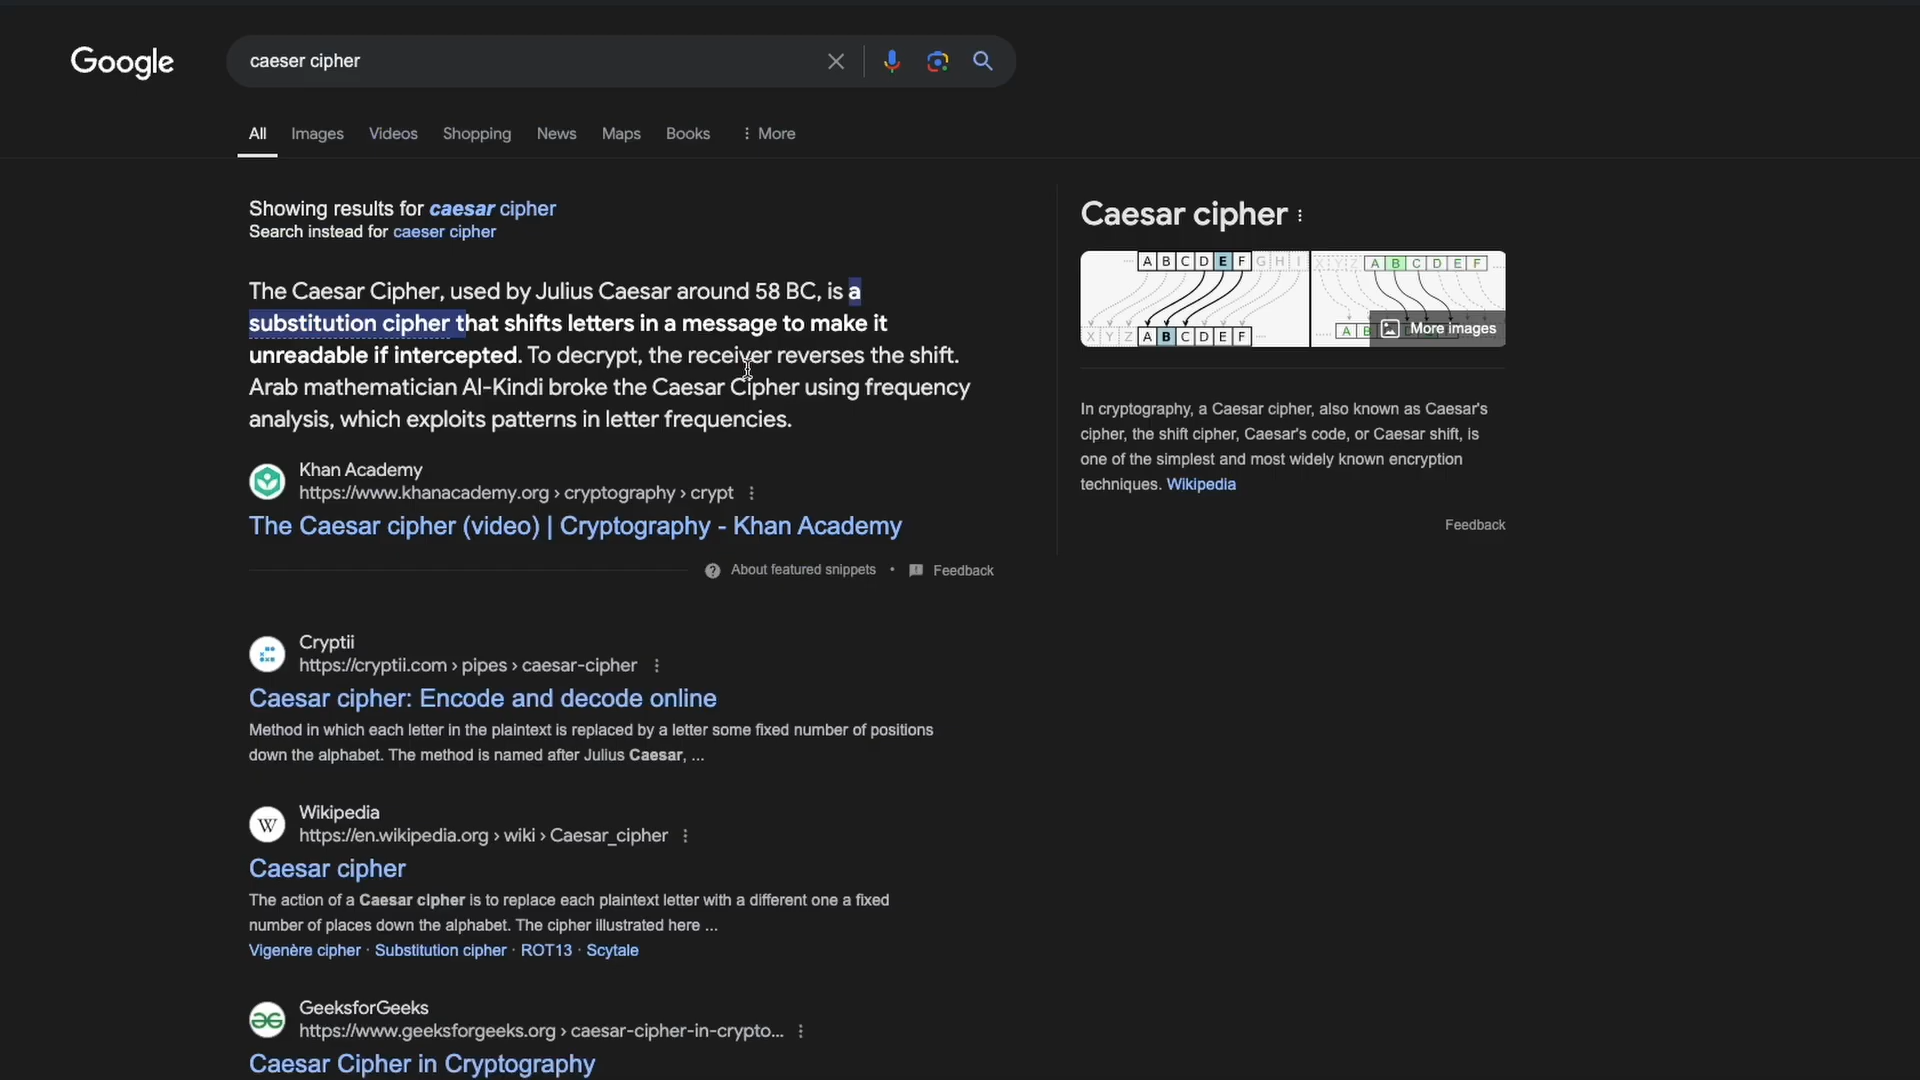 Google
caeser cipher
All Images Videos Shopping News Maps Books More
Showing results for caesar cipher
Search instead for caeser cipher
The Caesar Cipher, used by Julius Caesar around 58 BC, is a
substitution cipher that shifts letters in a message to make it
unreadable if intercepted. To decrypt, the receiver reverses the shift.
Arab mathematician Al-Kindi broke the Caesar Cipher using frequency
analysis, which exploits patterns in letter frequencies.
Khan Academy
https://www.khanacademy.org › cryptography › crypt
The Caesar cipher (video) | Cryptography - Khan Academy
About featured snippets • Feedback
Cryptii
https://cryptii.com › pipes › caesar-cipher
Caesar cipher: Encode and decode online
Method in which each letter in the plaintext is replaced by a letter some fixed number of positions
down the alphabet. The method is named after Julius Caesar, ...
W
Wikipedia
https://en.wikipedia.org › wiki › Caesar_cipher
Caesar cipher
The action of a Caesar cipher is to replace each plaintext letter with a different one a fixed
number of places down the alphabet. The cipher illustrated here ...
Vigenère cipher · Substitution cipher · ROT13 · Scytale
GeeksforGeeks
https://www.geeksforgeeks.org › caesar-cipher-in-crypto...
Caesar Cipher in Cryptography
Caesar cipher
A B C D E F G H I
X Y Z A B C D E F
X Y Z A B C D E F
A B
More images
In cryptography, a Caesar cipher, also known as Caesar's
cipher, the shift cipher, Caesar's code, or Caesar shift, is
one of the simplest and most widely known encryption
techniques. Wikipedia
Feedback